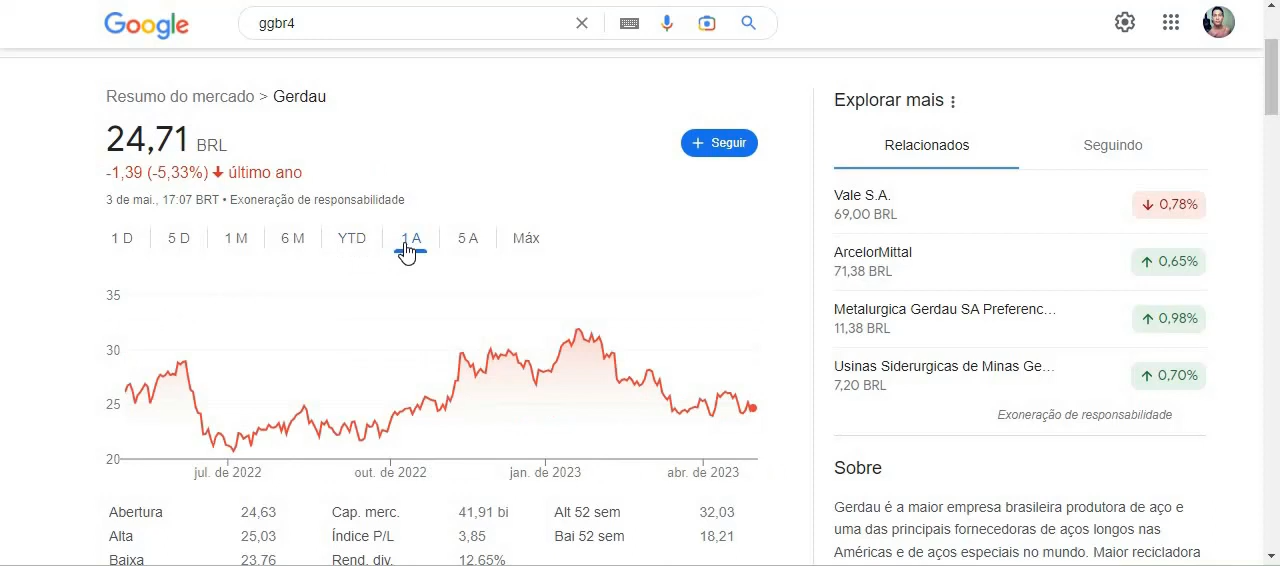 Google
ggbr4
Resumo do mercado > Gerdau
24,71 BRL
+ Seguir
-1,39 (-5,33%) ↓ último ano
3 de mai., 17:07 BRT • Exoneração de responsabilidade
1 D
5 D
1 M
6 M
YTD
1 A
5 A
Máx
35
30
25
20
jul. de 2022
out. de 2022
jan. de 2023
abr. de 2023
Abertura 24,63
Cap. merc. 41,91 bi
Alt 52 sem 32,03
Alta 25,03
Índice P/L 3,85
Bai 52 sem 18,21
Baixa 23,76
Rend. div. 12,65%
Explorar mais
Relacionados
Seguindo
Vale S.A.
69,00 BRL
↓ 0,78%
ArcelorMittal
71,38 BRL
↑ 0,65%
Metalurgica Gerdau SA Preferenc...
11,38 BRL
↑ 0,98%
Usinas Siderurgicas de Minas Ge...
7,20 BRL
↑ 0,70%
Exoneração de responsabilidade
Sobre
Gerdau é a maior empresa brasileira produtora de aço e
uma das principais fornecedoras de aços longos nas
Américas e de aços especiais no mundo. Maior recicladora